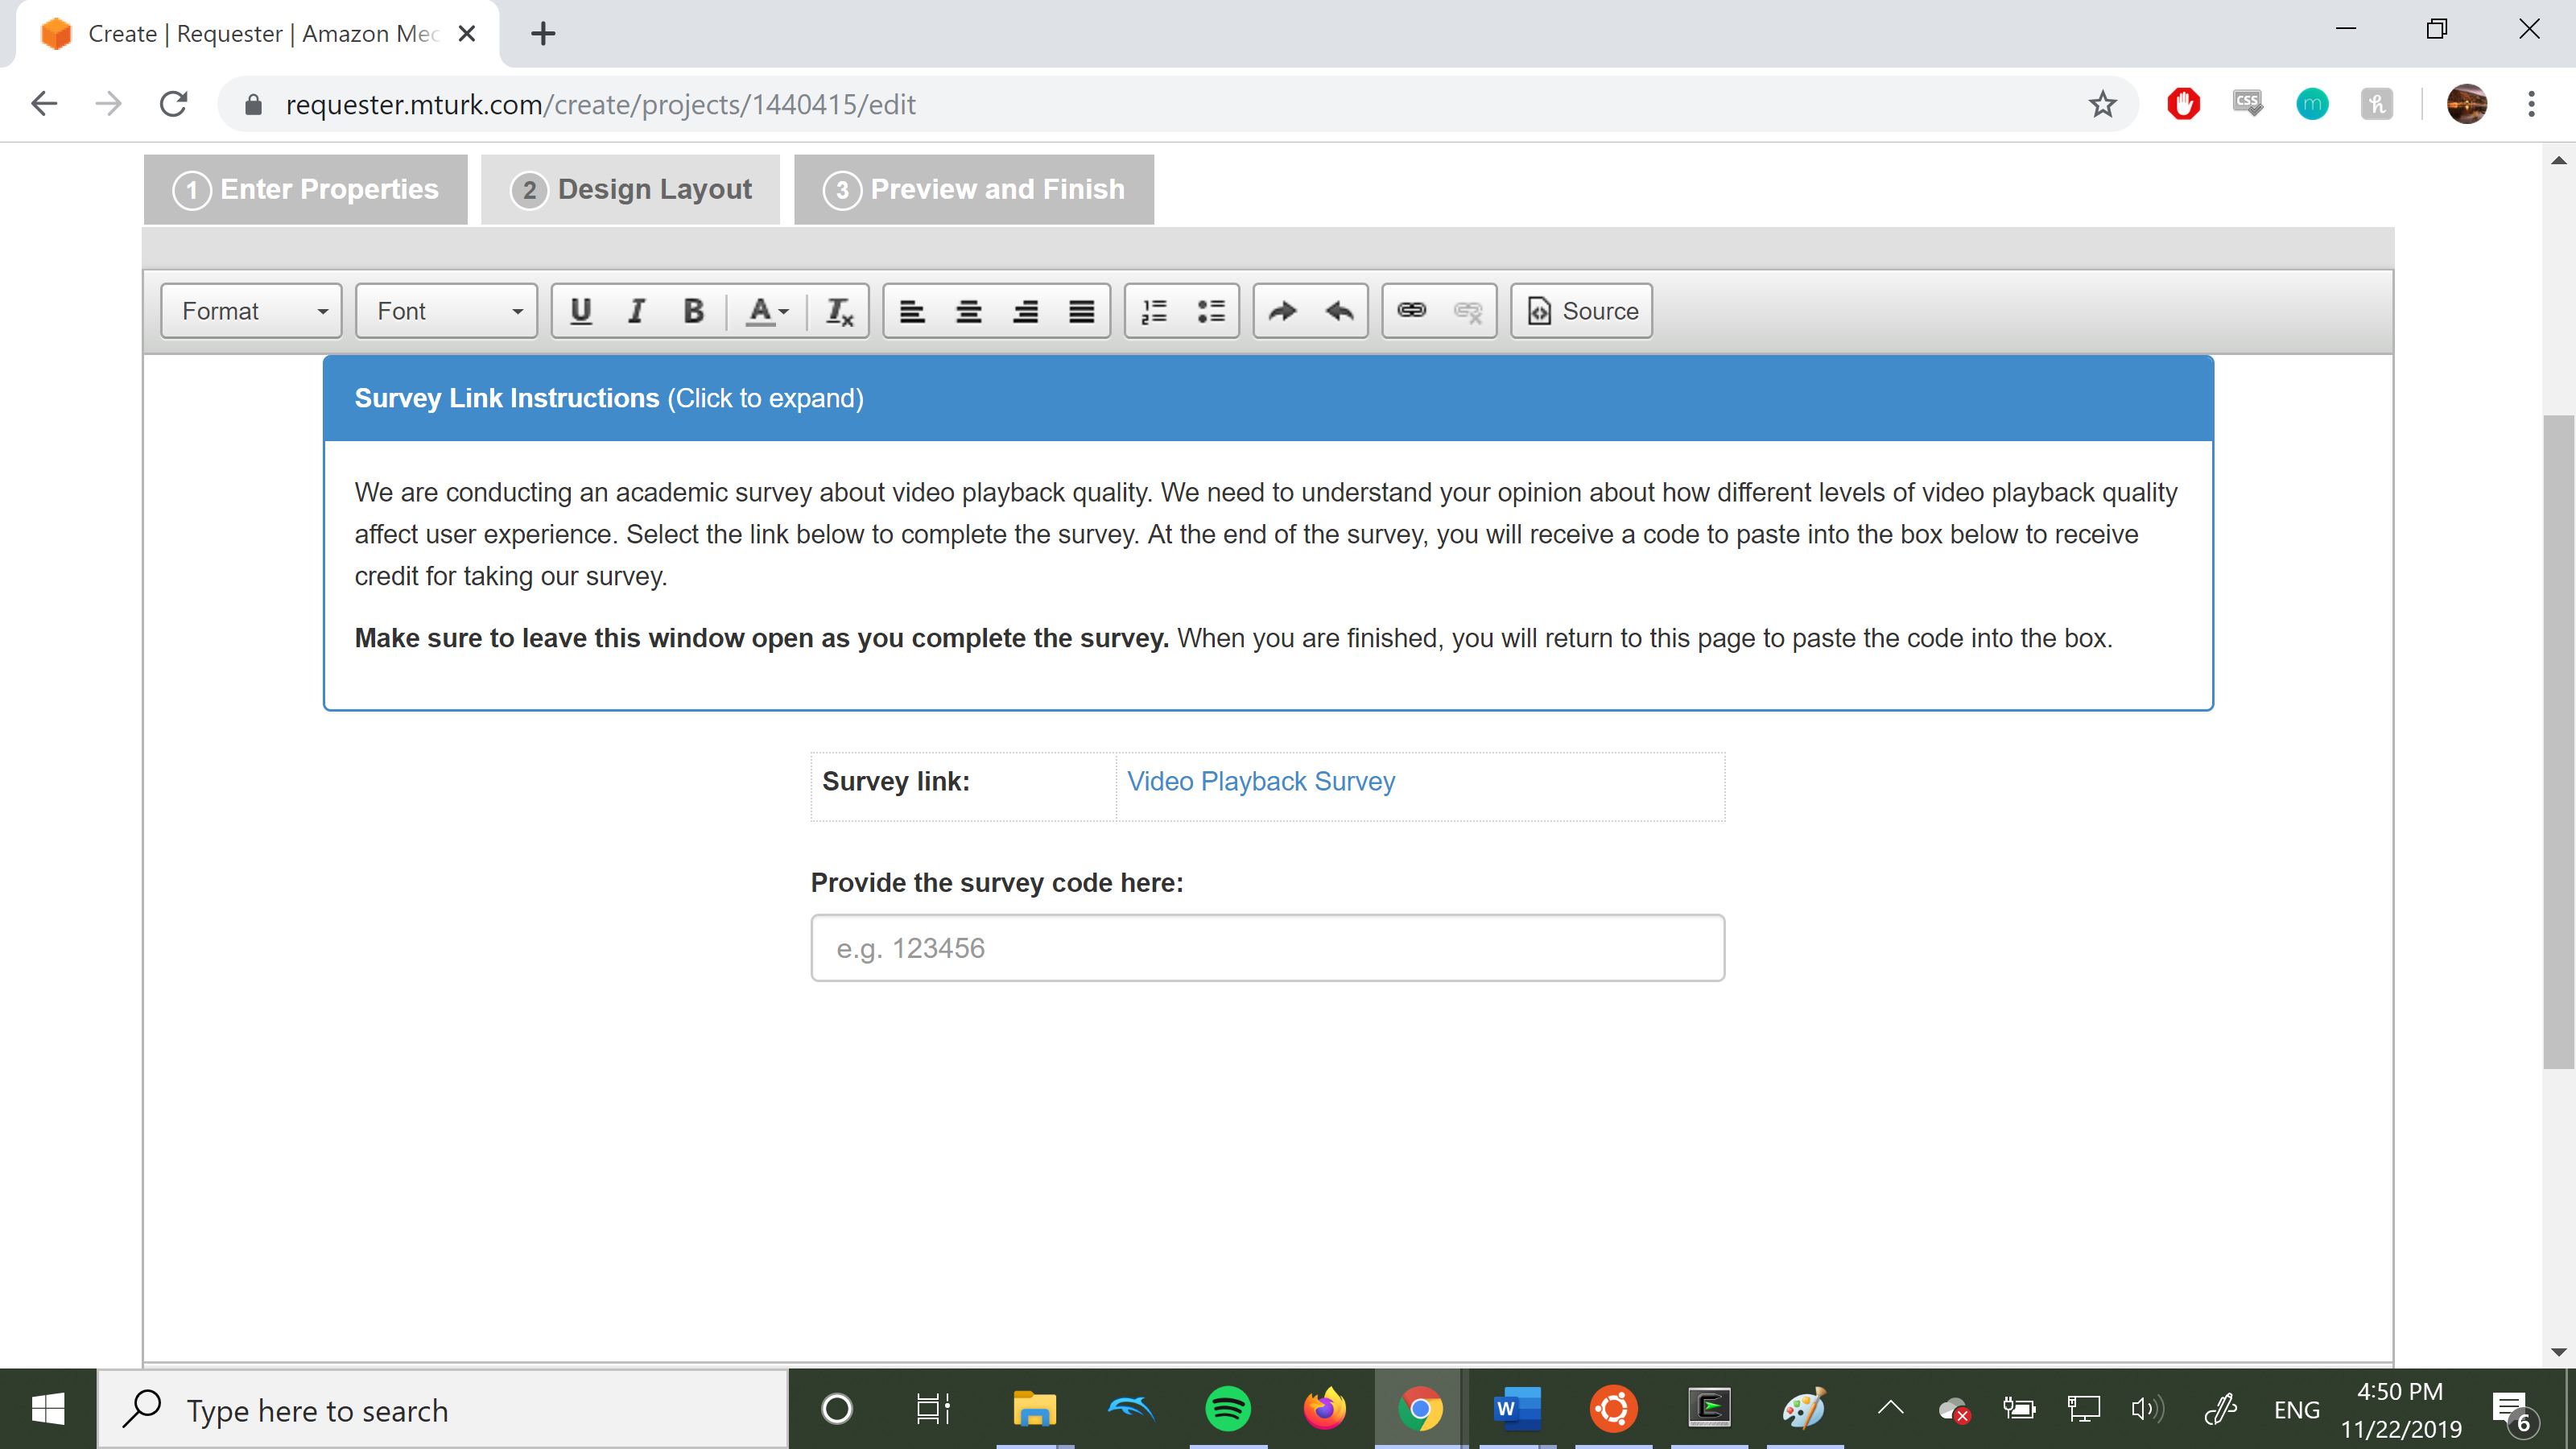 Create | Requester | Amazon Mec
requester.mturk.com/create/projects/1440415/edit
CSS
m
h
1 Enter Properties
2 Design Layout
3 Preview and Finish
Format
Font
U I B A Tx
Source
Survey Link Instructions (Click to expand)
We are conducting an academic survey about video playback quality. We need to understand your opinion about how different levels of video playback quality
affect user experience. Select the link below to complete the survey. At the end of the survey, you will receive a code to paste into the box below to receive
credit for taking our survey.
Make sure to leave this window open as you complete the survey. When you are finished, you will return to this page to paste the code into the box.
Survey link:
Video Playback Survey
Provide the survey code here:
e.g. 123456
Type here to search
W
ENG
4:50 PM
11/22/2019
6